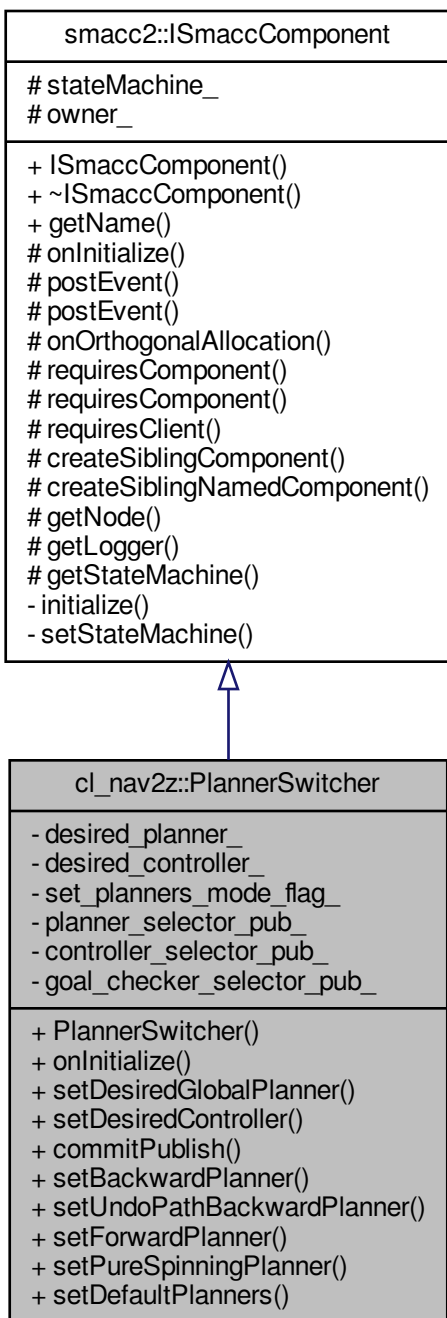 smacc2::ISmaccComponent
# stateMachine_
# owner_
+ ISmaccComponent()
+ ~ISmaccComponent()
+ getName()
# onInitialize()
# postEvent()
# postEvent()
# onOrthogonalAllocation()
# requiresComponent()
# requiresComponent()
# requiresClient()
# createSiblingComponent()
# createSiblingNamedComponent()
# getNode()
# getLogger()
# getStateMachine()
- initialize()
- setStateMachine()
cl_nav2z::PlannerSwitcher
- desired_planner_
- desired_controller_
- set_planners_mode_flag_
- planner_selector_pub_
- controller_selector_pub_
- goal_checker_selector_pub_
+ PlannerSwitcher()
+ onInitialize()
+ setDesiredGlobalPlanner()
+ setDesiredController()
+ commitPublish()
+ setBackwardPlanner()
+ setUndoPathBackwardPlanner()
+ setForwardPlanner()
+ setPureSpinningPlanner()
+ setDefaultPlanners()